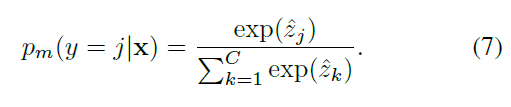 p_m(y = j|x) = exp(ẑ_j) / ∑_{k=1}^{C} exp(ẑ_k). (7)